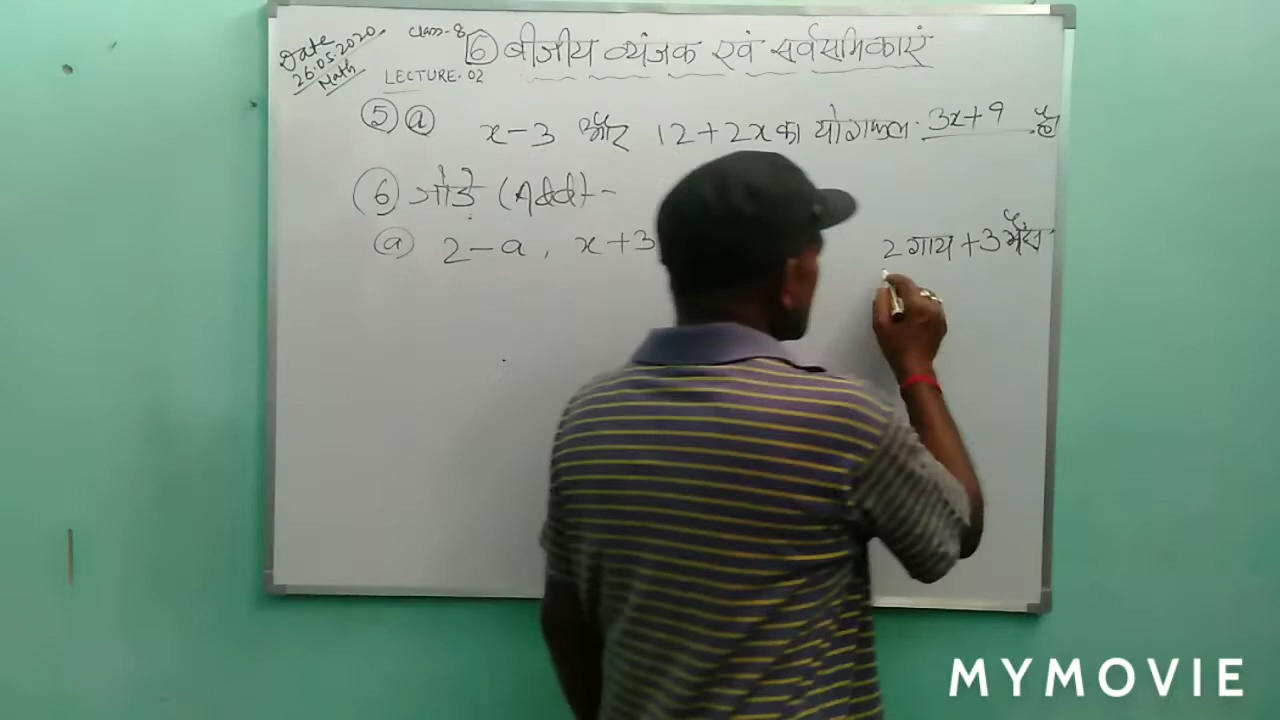 Date 26.05.2020 Math
Class-8
⑥ बीजीय व्यंजक एवं सर्वसमिकाएं
LECTURE-02
⑤ ⓐ x-3 और 12+2x का योगफल 3x+9 है।
⑥ जोड़े (Add)-
ⓐ 2-a, x+3
2 गाय +3 भैंस
MYMOVIE